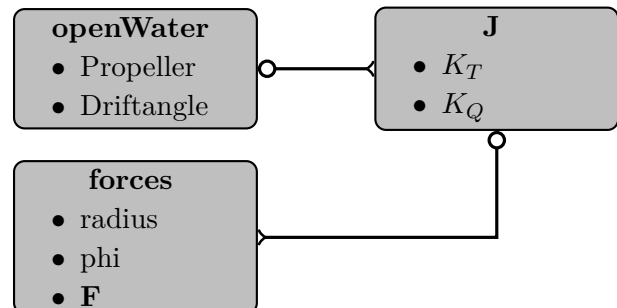 openWater
• Propeller
• Driftangle
J
• K_T
• K_Q
forces
• radius
• phi
• F